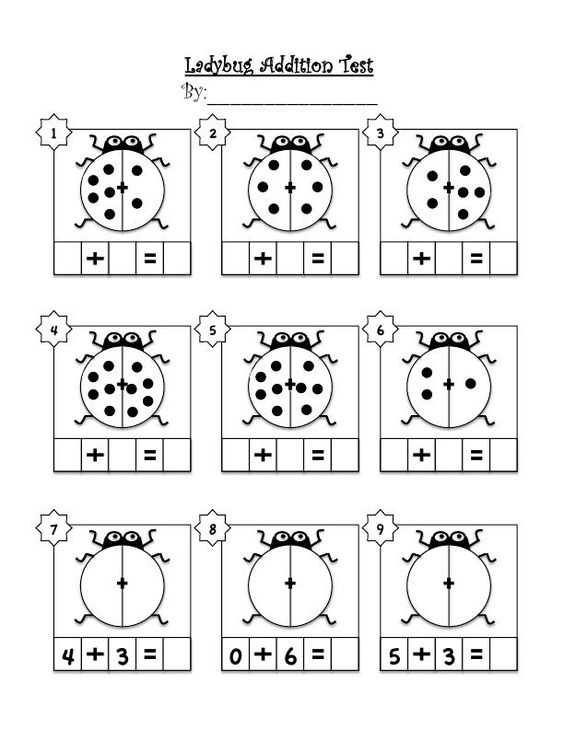 Ladybug Addition Test
By:_________________
1 2 3
+ + +
+ = + = + =
4 5 6
+ + +
+ = + = + =
7 8 9
+ + +
4 + 3 = 0 + 6 = 5 + 3 =